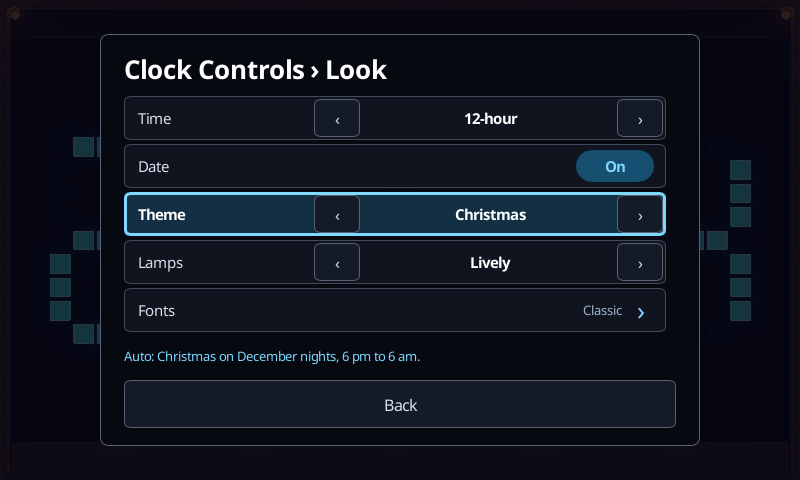 Clock Controls › Look
Time ‹ 12-hour ›
Date On
Theme ‹ Christmas ›
Lamps ‹ Lively ›
Fonts Classic ›
Auto: Christmas on December nights, 6 pm to 6 am.
Back